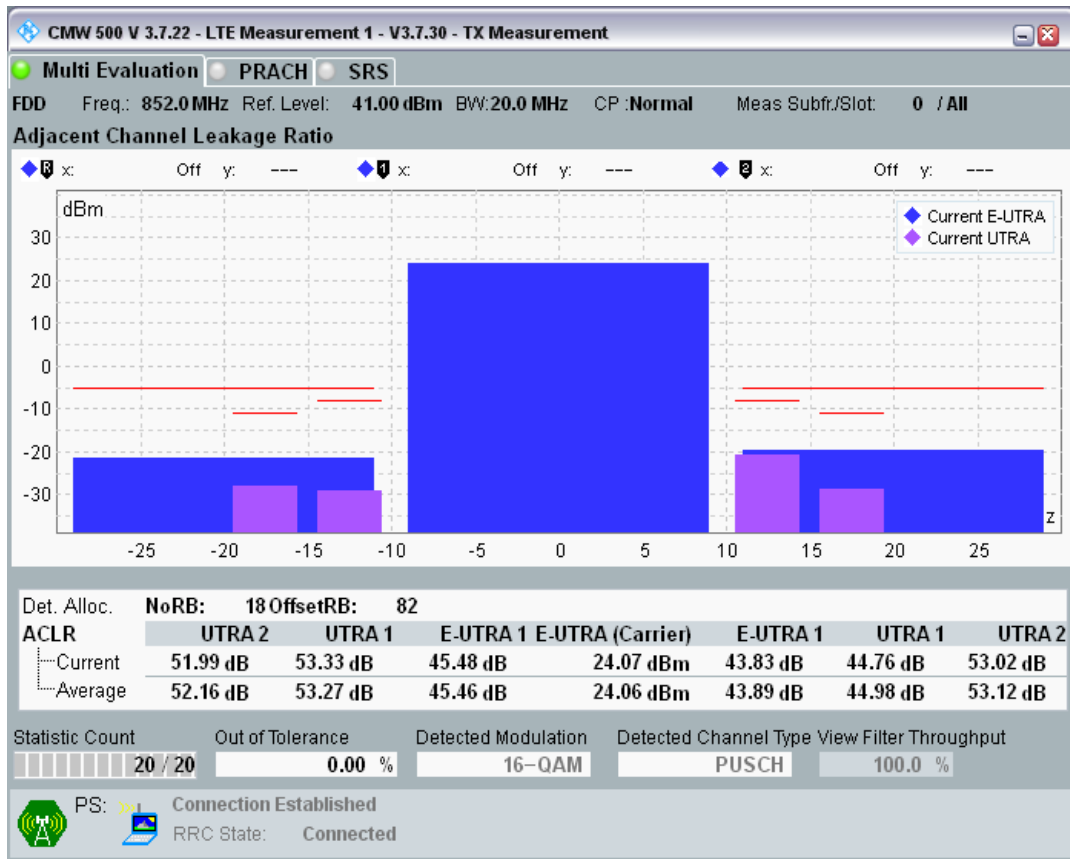 CMW 500 V 3.7.22 - LTE Measurement 1 - V3.7.30 - TX Measurement
Multi Evaluation PRACH SRS
FDD Freq.: 852.0 MHz Ref. Level: 41.00 dBm BW: 20.0 MHz CP : Normal Meas Subfr./Slot: 0 / All
Adjacent Channel Leakage Ratio
R x: Off y: --- 1 x: Off y: --- 2 x: Off y: ---
dBm
Current E-UTRA
Current UTRA
30
20
10
0
-10
-20
-30
z
-25 -20 -15 -10 -5 0 5 10 15 20 25
Det. Alloc. NoRB: 18 OffsetRB: 82
ACLR UTRA 2 UTRA 1 E-UTRA 1 E-UTRA (Carrier) E-UTRA 1 UTRA 1 UTRA 2
Current 51.99 dB 53.33 dB 45.48 dB 24.07 dBm 43.83 dB 44.76 dB 53.02 dB
Average 52.16 dB 53.27 dB 45.46 dB 24.06 dBm 43.89 dB 44.98 dB 53.12 dB
Statistic Count Out of Tolerance Detected Modulation Detected Channel Type View Filter Throughput
20 / 20 0.00 % 16-QAM PUSCH 100.0 %
PS: Connection Established
RRC State: Connected